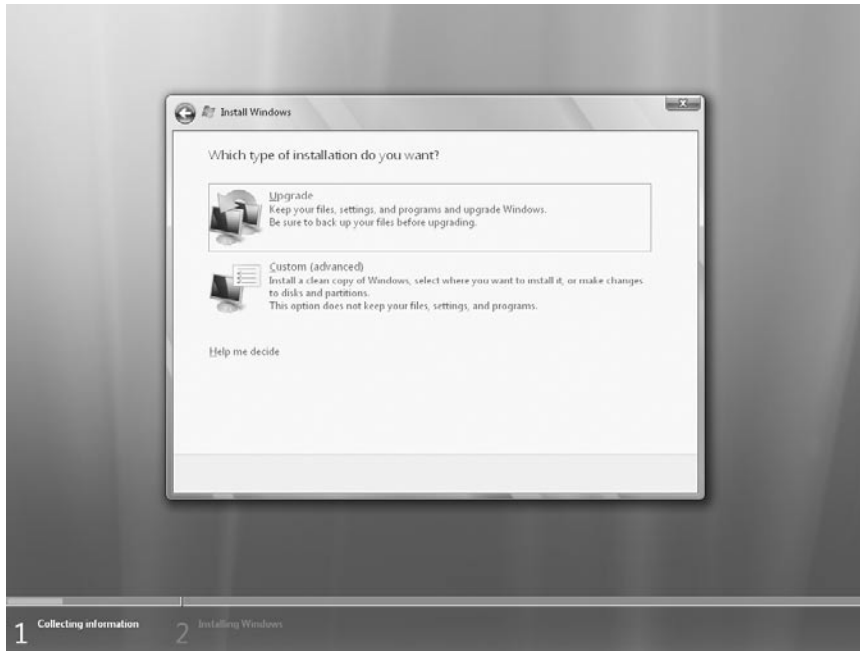 Install Windows
Which type of installation do you want?
Upgrade
Keep your files, settings, and programs and upgrade Windows.
Be sure to back up your files before upgrading.
Custom (advanced)
Install a clean copy of Windows, select where you want to install it, or make changes
to disks and partitions.
This option does not keep your files, settings, and programs.
Help me decide
1 Collecting information
2 Installing Windows